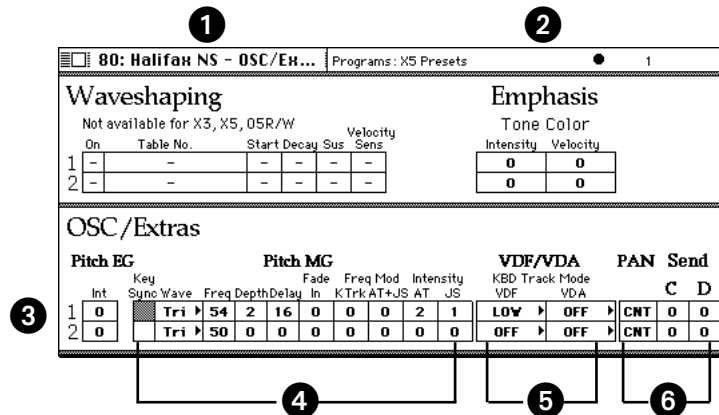 1 2
80: Halifax NS - OSC/Ex... Programs: X5 Presets 1
Waveshaping Emphasis
Not available for X3, X5, 05R/W Tone Color
Velocity
On Table No. Start Decay Sus Sens Intensity Velocity
1 - - - - - - 0 0
2 - - - - - - 0 0
OSC/Extras
Pitch EG Pitch MG VDF/VDA PAN Send
Key Fade Freq Mod Intensity KBD Track Mode
Int Sync Wave Freq Depth Delay In KTrk AT+JS AT JS VDF VDA C D
3
1 0 Tri 54 2 16 0 0 0 2 1 LOW OFF CNT 0 0
2 0 Tri 50 0 0 0 0 0 0 0 OFF OFF CNT 0 0
4 5 6